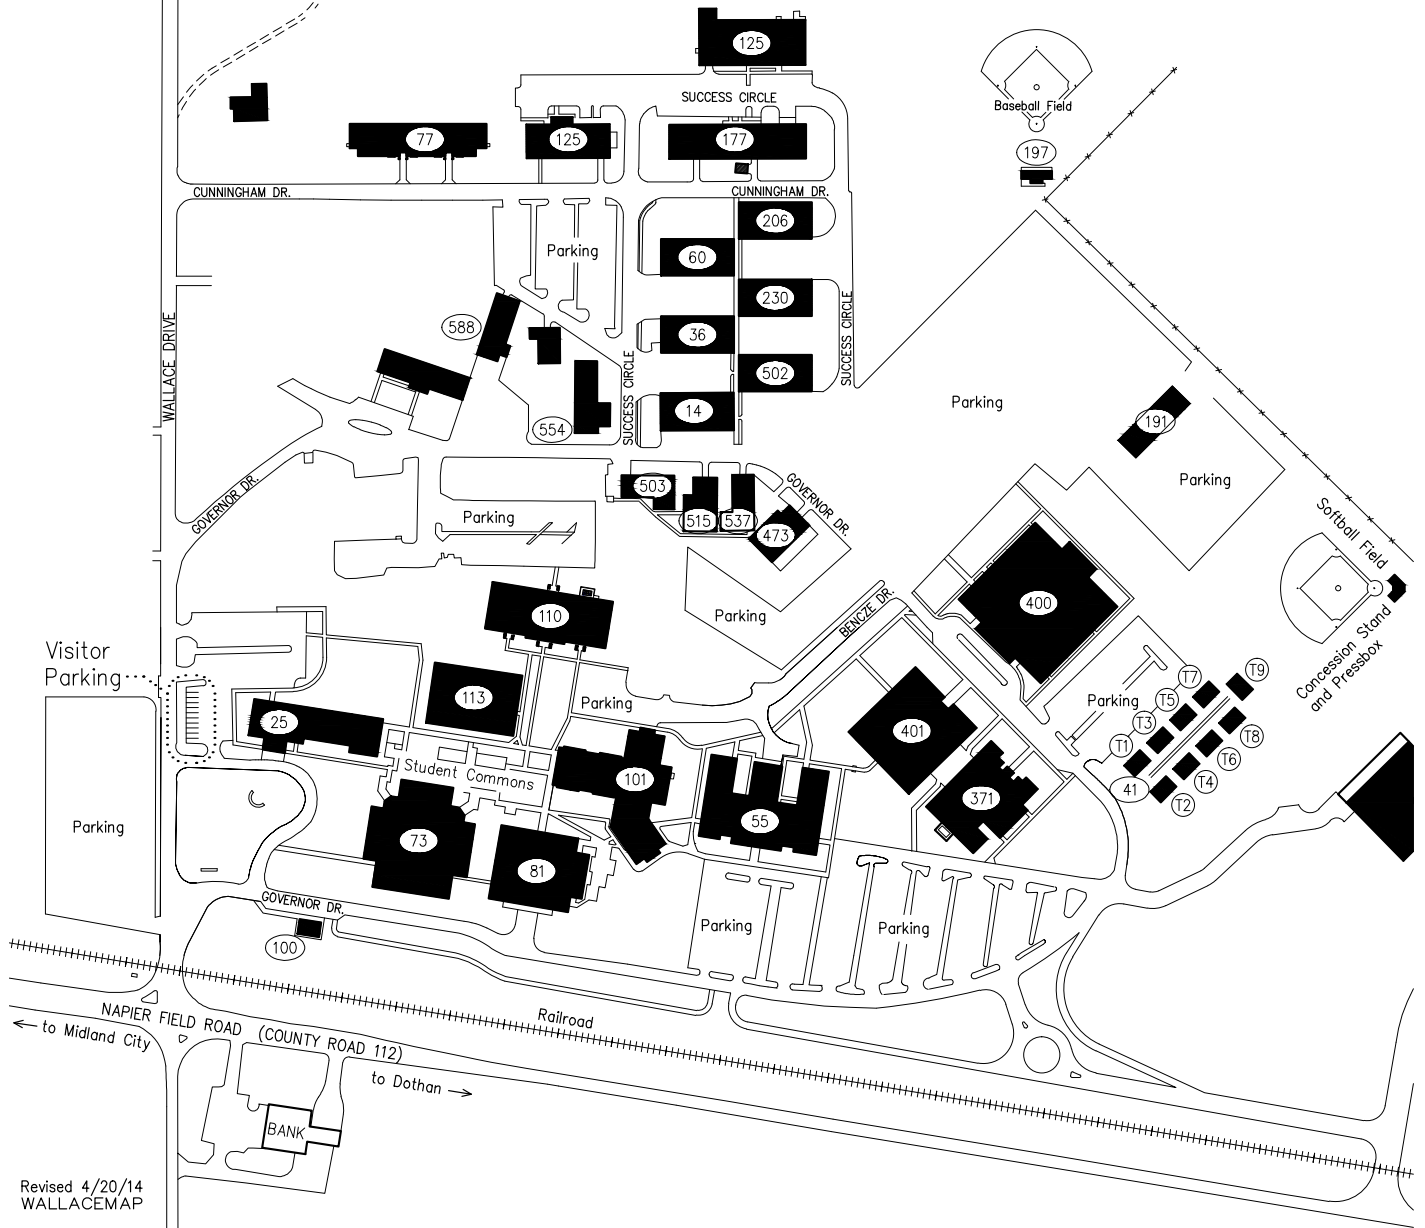 125
SUCCESS CIRCLE
Baseball Field
77
125
177
197
CUNNINGHAM DR.
CUNNINGHAM DR.
206
Parking
60
230
SUCCESS CIRCLE
588
36
WALLACE DRIVE
SUCCESS CIRCLE
502
14
554
Parking
191
Parking
503
GOVERNOR DR.
GOVERNOR DR.
Parking
515
537
473
Softball Field
400
110
Parking
BENCZE DR.
Concession Stand
and Pressbox
Visitor
Parking
113
Parking
25
401
Parking
T9
T7
T5
T3
T1
T8
T6
T4
T2
41
Student Commons
101
371
55
Parking
73
81
GOVERNOR DR.
100
Parking
Parking
NAPIER FIELD ROAD (COUNTY ROAD 112)
Railroad
to Midland City
to Dothan
BANK
Revised 4/20/14
WALLACEMAP